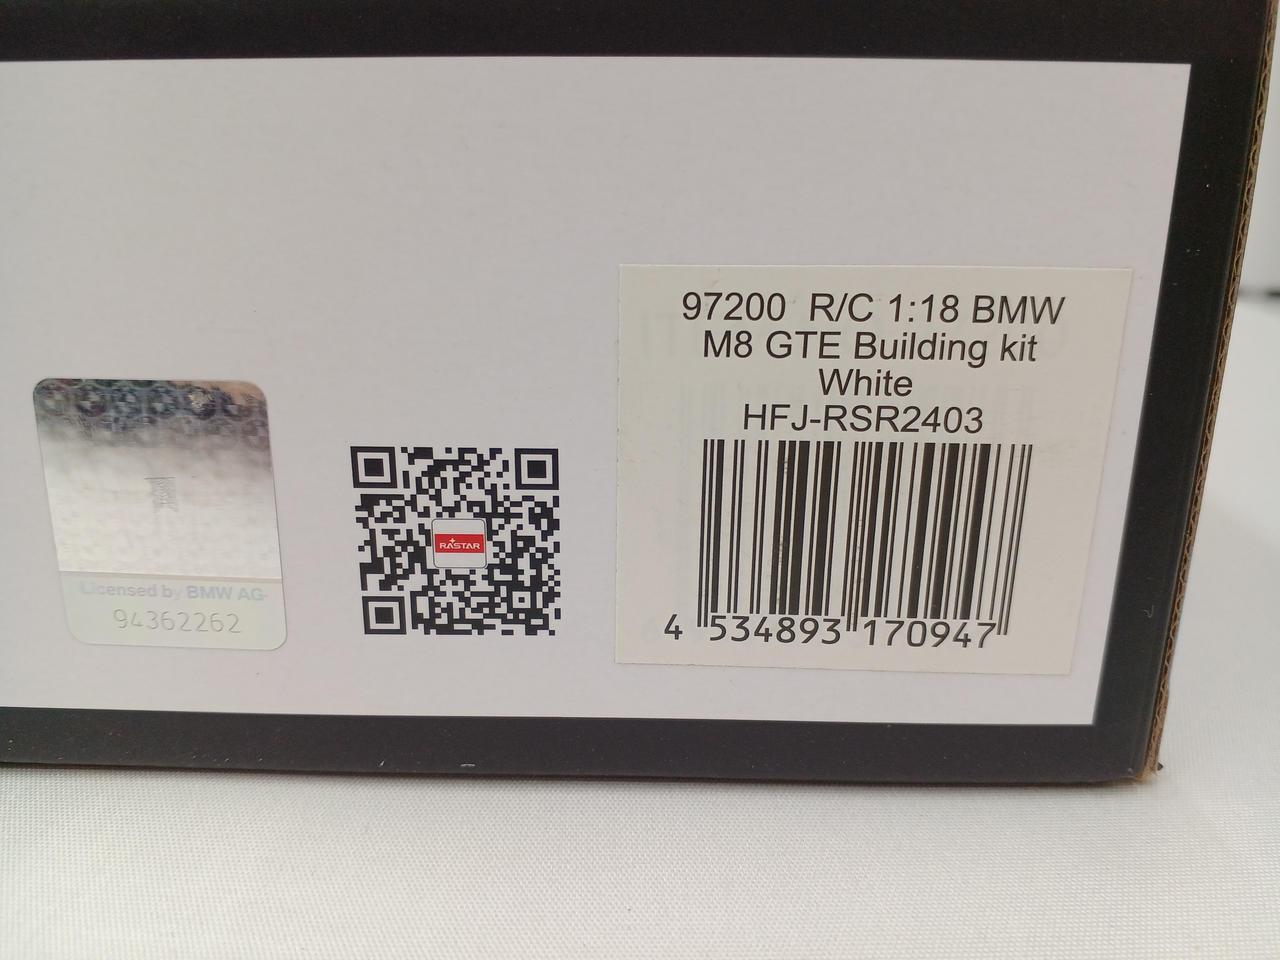 97200 R/C 1:18 BMW
M8 GTE Building kit
White
HFJ-RSR2403
4 534893 170947
RASTAR
Licensed by BMW AG
94362262